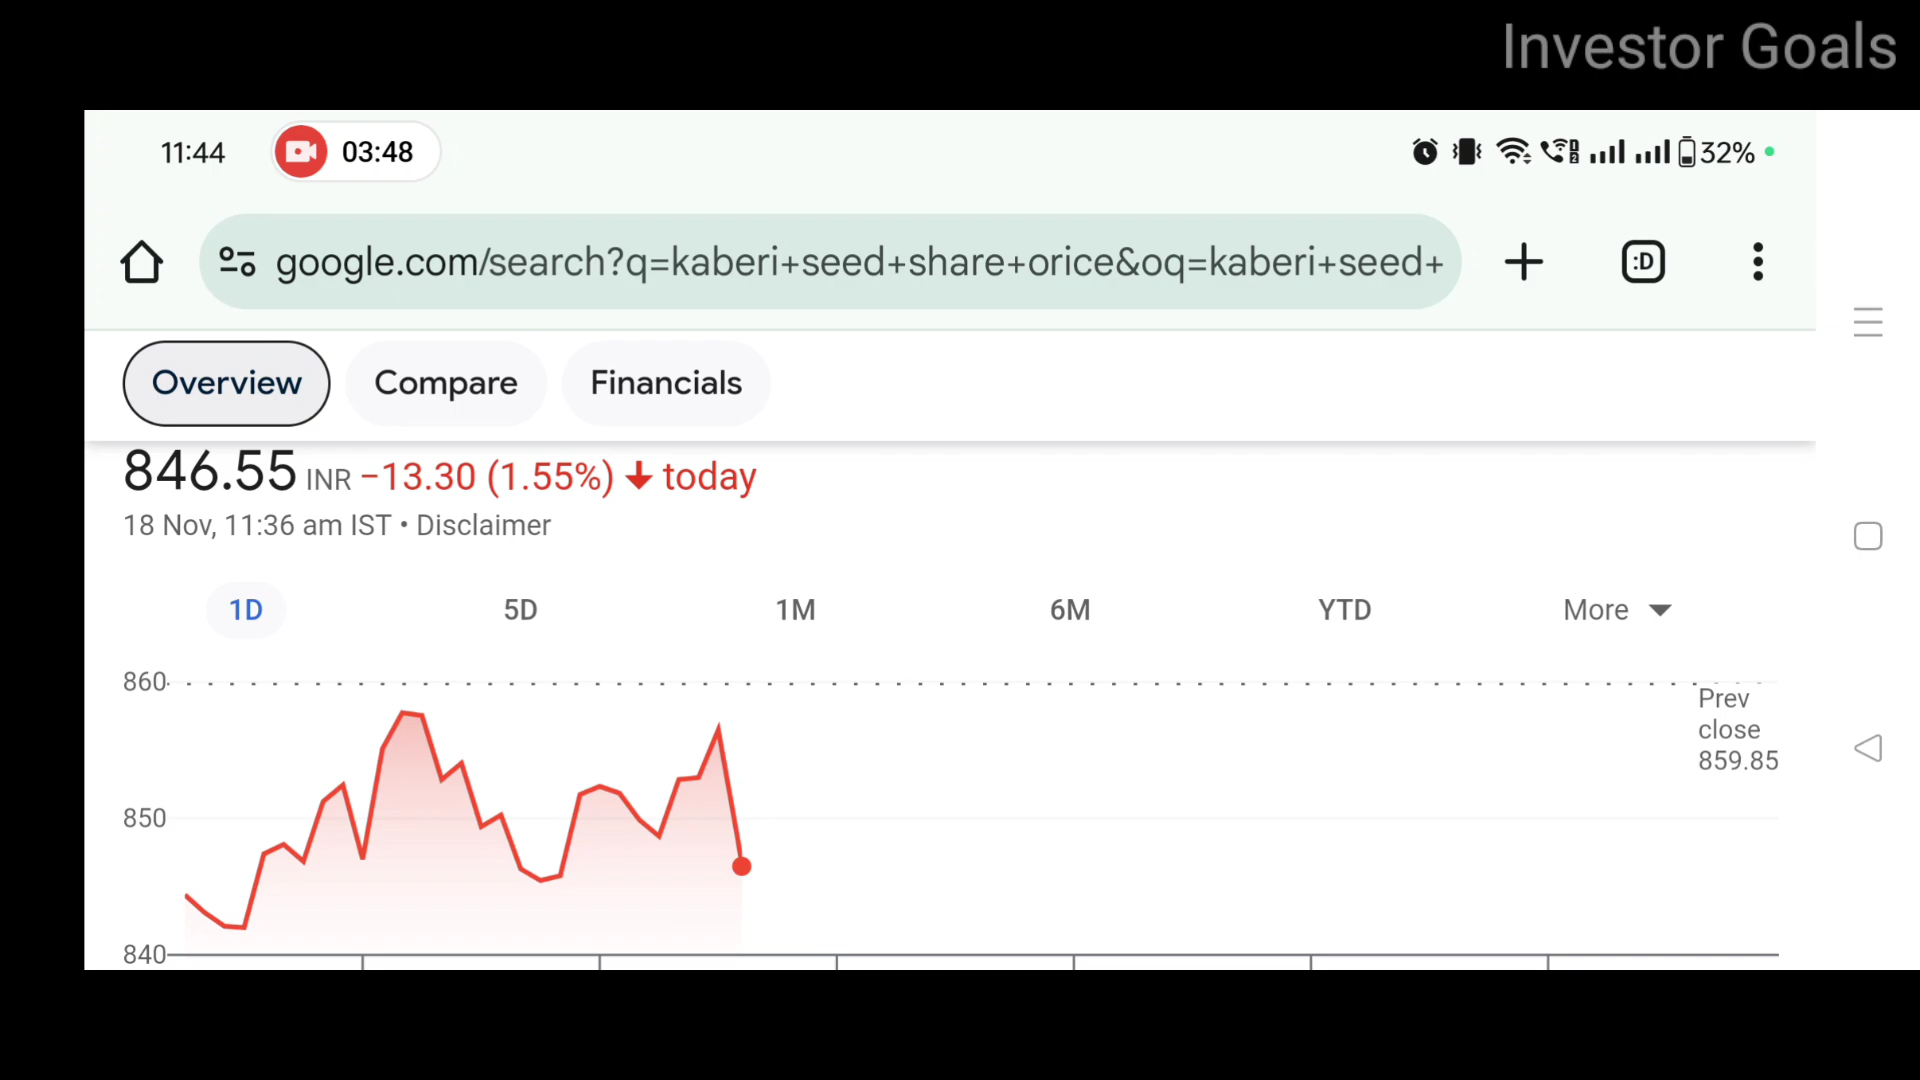 Investor Goals
11:44
03:48
32%
google.com/search?q=kaberi+seed+share+orice&oq=kaberi+seed+
:D
Overview
Compare
Financials
846.55 INR −13.30 (1.55%) today
18 Nov, 11:36 am IST • Disclaimer
1D
5D
1M
6M
YTD
More
860
Prev
close
859.85
850
840